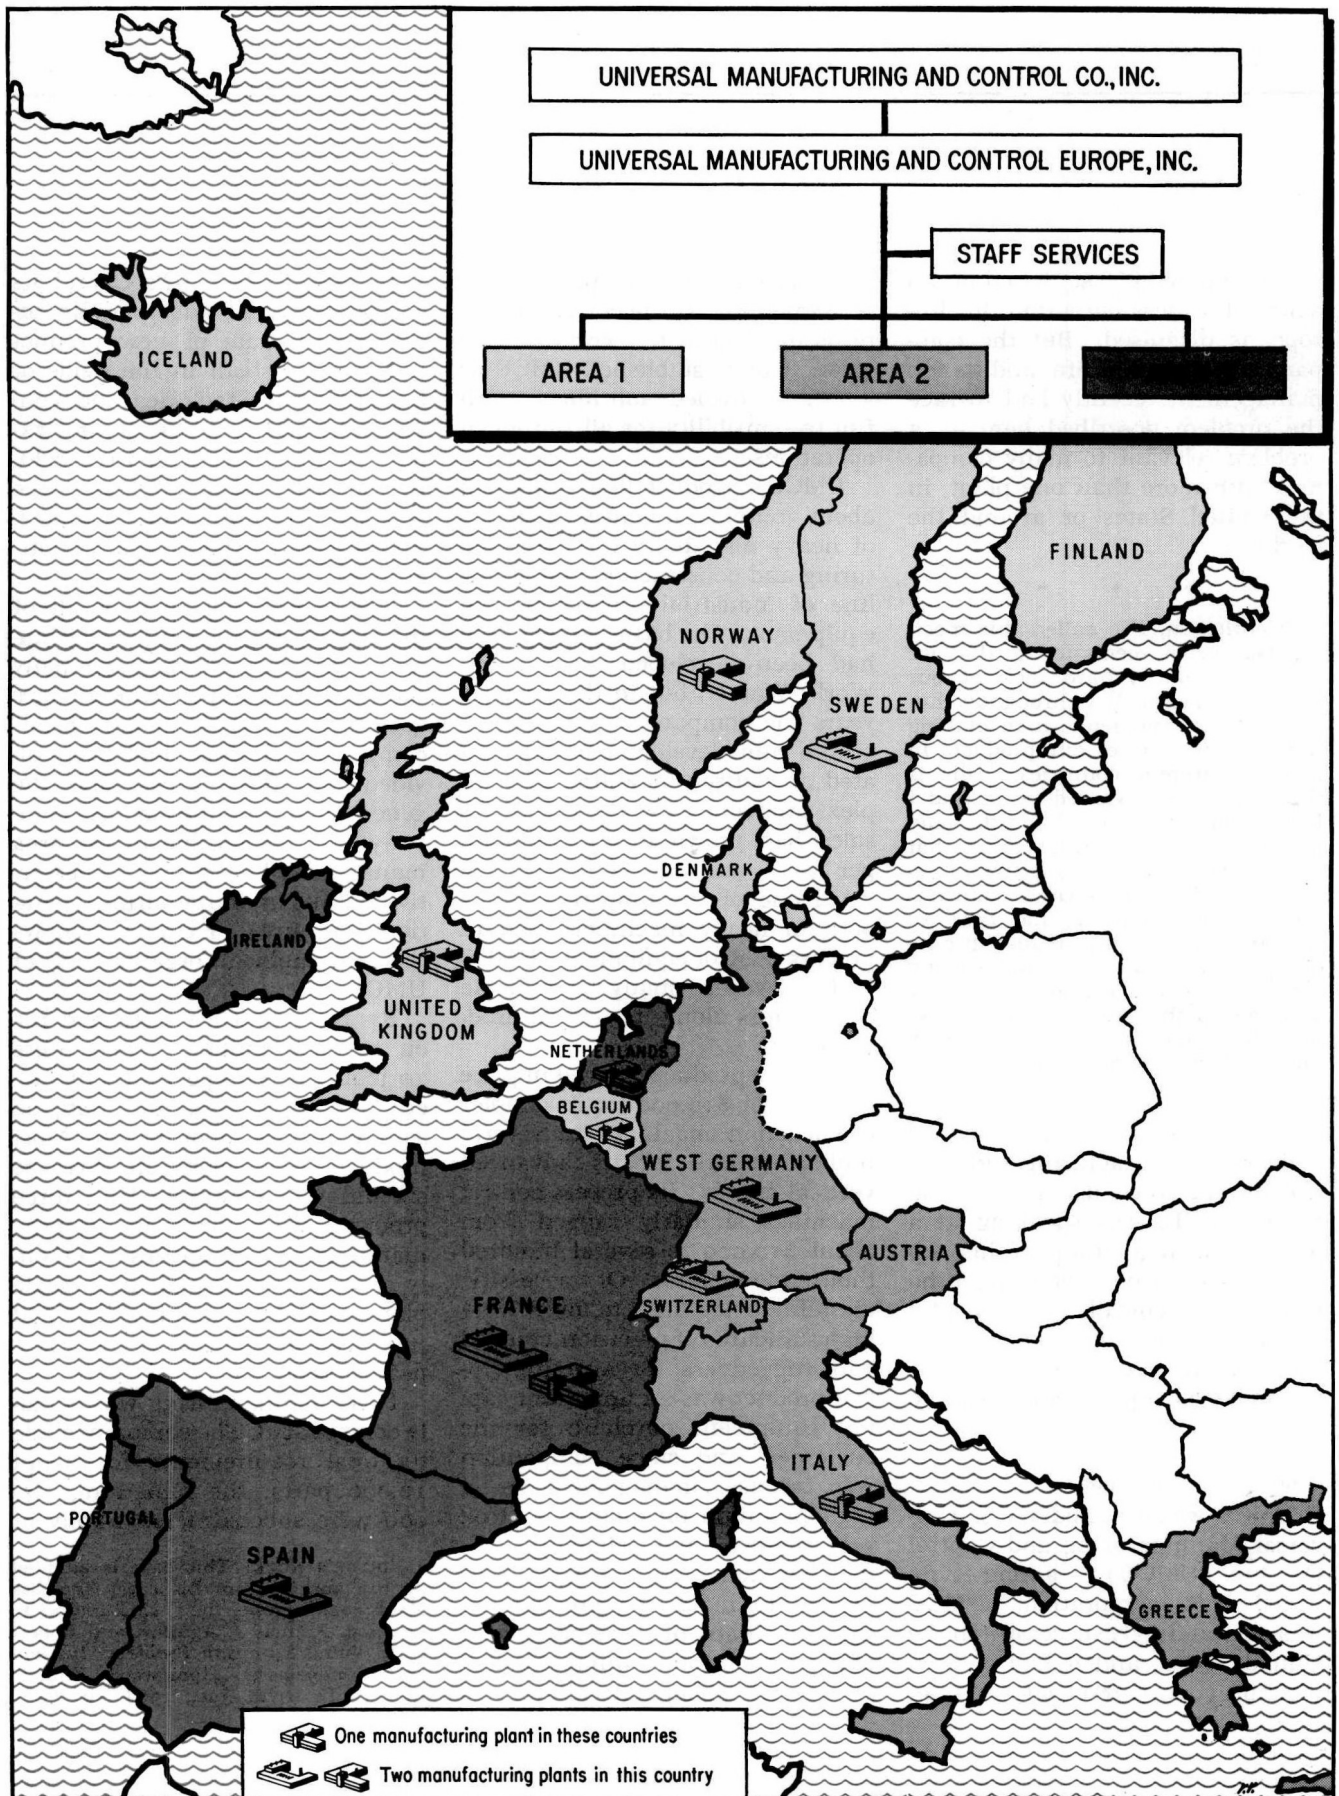 UNIVERSAL MANUFACTURING AND CONTROL CO., INC.
UNIVERSAL MANUFACTURING AND CONTROL EUROPE, INC.
STAFF SERVICES
AREA 1
AREA 2
ICELAND
FINLAND
NORWAY
SWEDEN
DENMARK
IRELAND
UNITED
KINGDOM
NETHERLANDS
BELGIUM
WEST GERMANY
AUSTRIA
FRANCE
SWITZERLAND
ITALY
PORTUGAL
SPAIN
GREECE
One manufacturing plant in these countries
Two manufacturing plants in this country